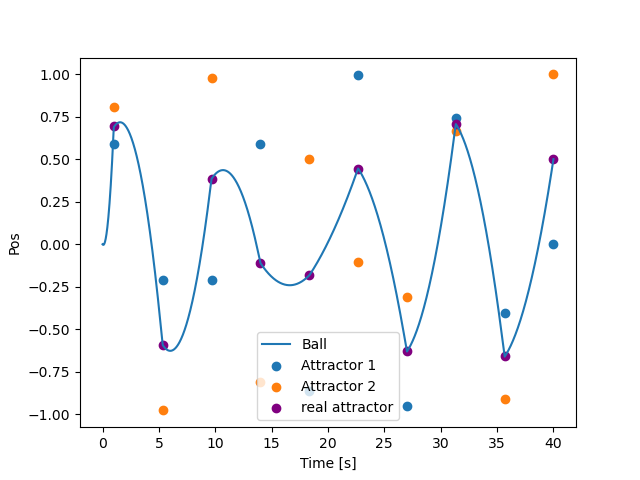 1.00
0.75
0.50
0.25
0.00
−0.25
−0.50
−0.75
−1.00
Pos
Ball
Attractor 1
Attractor 2
real attractor
0 5 10 15 20 25 30 35 40
Time [s]